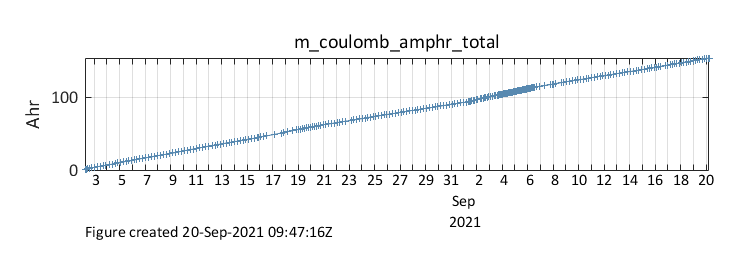 m_coulomb_amphr_total
Ahr
100
0
3 5 7 9 11 13 15 17 19 21 23 25 27 29 31 2 4 6 8 10 12 14 16 18 20
Sep
2021
Figure created 20-Sep-2021 09:47:16Z